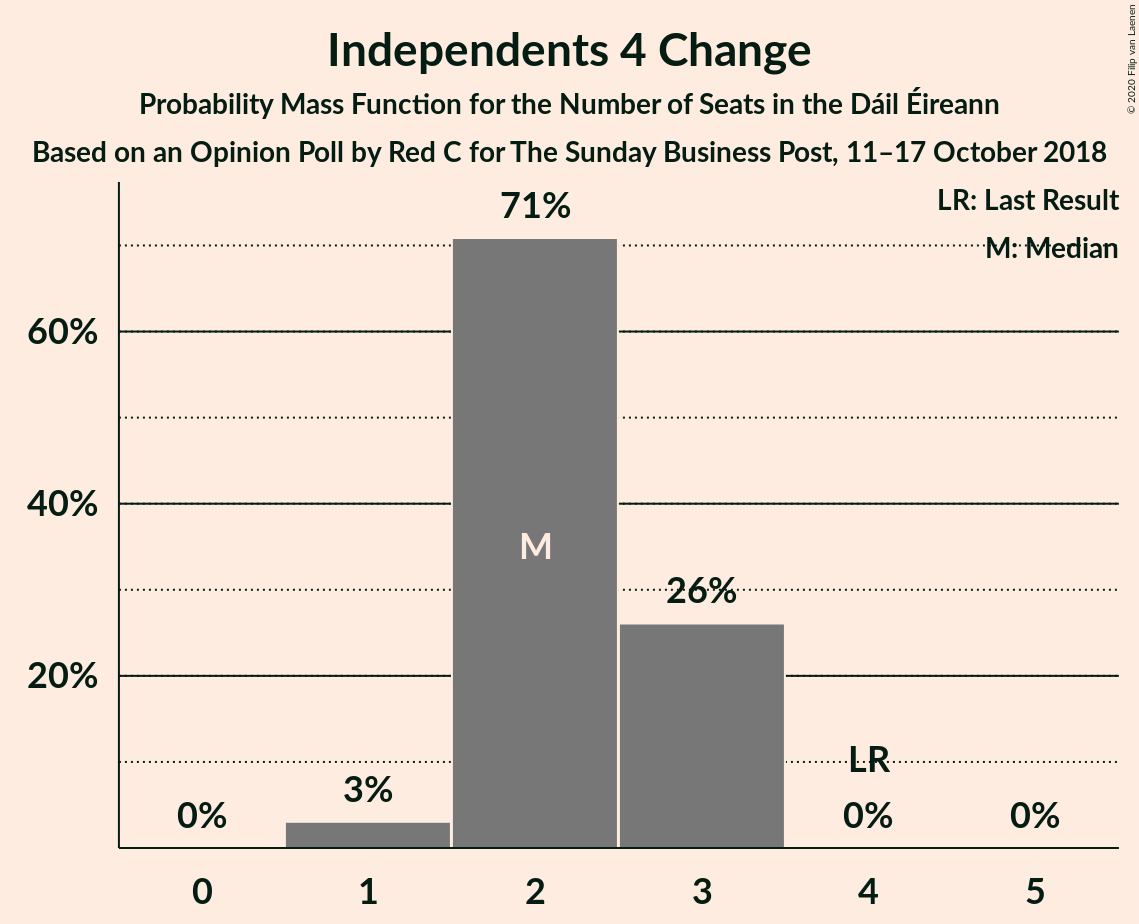 Independents 4 Change
Probability Mass Function for the Number of Seats in the Dáil Éireann
Based on an Opinion Poll by Red C for The Sunday Business Post, 11–17 October 2018
© 2020 Filip van Laenen
LR: Last Result
M: Median
71%
60%
40%
M
26%
20%
LR
3%
0%
0%
0%
0 1 2 3 4 5